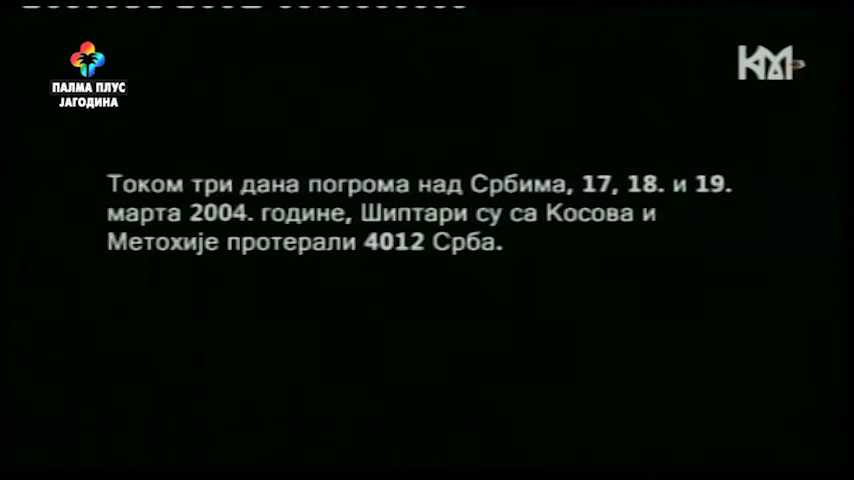 ПАЛМА ПЛУС
ЈАГОДИНА
КМ
Током три дана погрома над Србима, 17, 18. и 19.
марта 2004. године, Шиптари су са Косова и
Метохије протерали 4012 Срба.